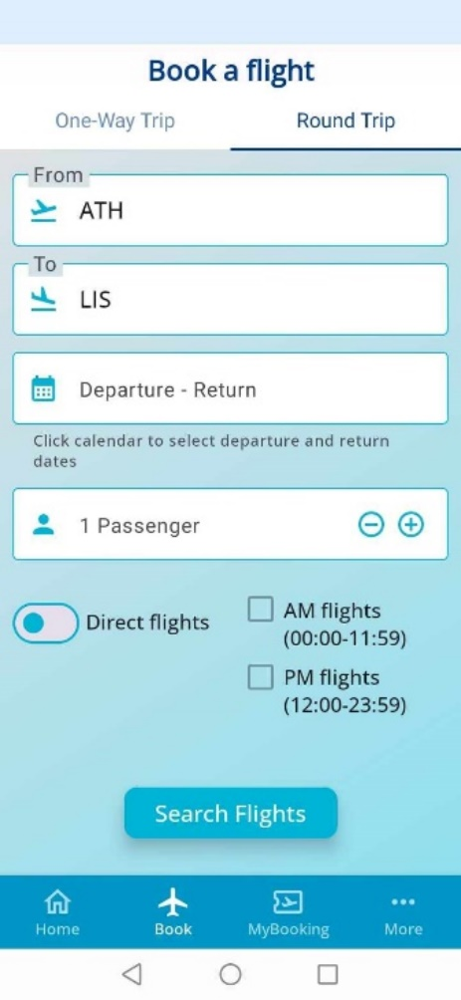 Book a flight
One-Way Trip
Round Trip
From
ATH
To
LIS
Departure - Return
Click calendar to select departure and return
dates
1 Passenger
Direct flights
AM flights
(00:00-11:59)
PM flights
(12:00-23:59)
Search Flights
Home
Book
MyBooking
More